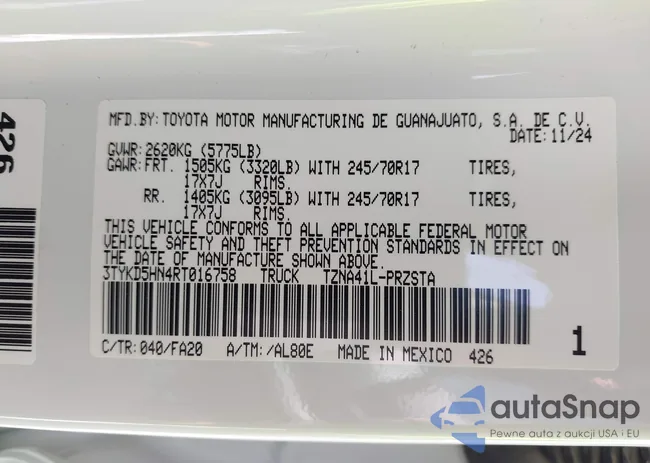 426
MFD.BY: TOYOTA MOTOR MANUFACTURING DE GUANAJUATO, S.A. DE C.V.
DATE: 11/24
GVWR: 2620KG (5775LB)
GAWR: FRT. 1505KG (3320LB) WITH 245/70R17 TIRES,
17X7J RIMS.
RR. 1405KG (3095LB) WITH 245/70R17 TIRES,
17X7J RIMS.
THIS VEHICLE CONFORMS TO ALL APPLICABLE FEDERAL MOTOR
VEHICLE SAFETY AND THEFT PREVENTION STANDARDS IN EFFECT ON
THE DATE OF MANUFACTURE SHOWN ABOVE.
3TYKD5HN4RT016758 TRUCK TZNA41L-PRZSTA
C/TR: 040/FA20 A/TM: /AL80E MADE IN MEXICO 426 1
autoSnap
Pewne auta z aukcji USA i EU